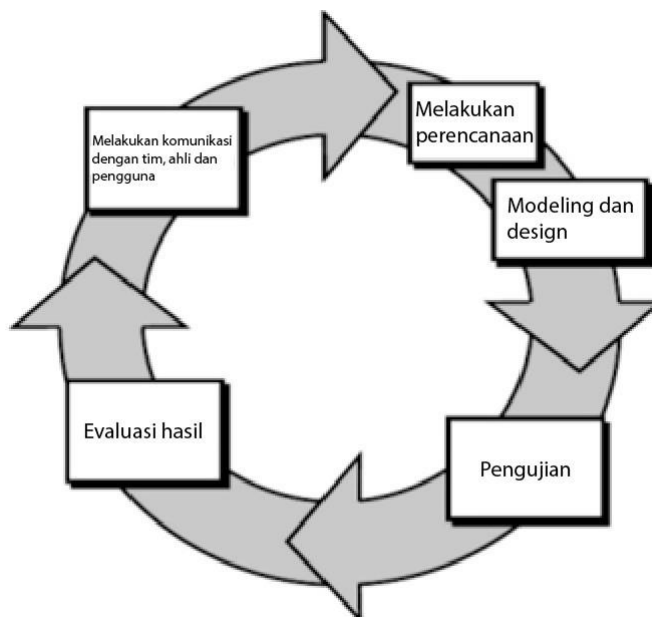 Melakukan komunikasi
dengan tim, ahli dan
pengguna
Melakukan
perencanaan
Modeling dan
design
Pengujian
Evaluasi hasil